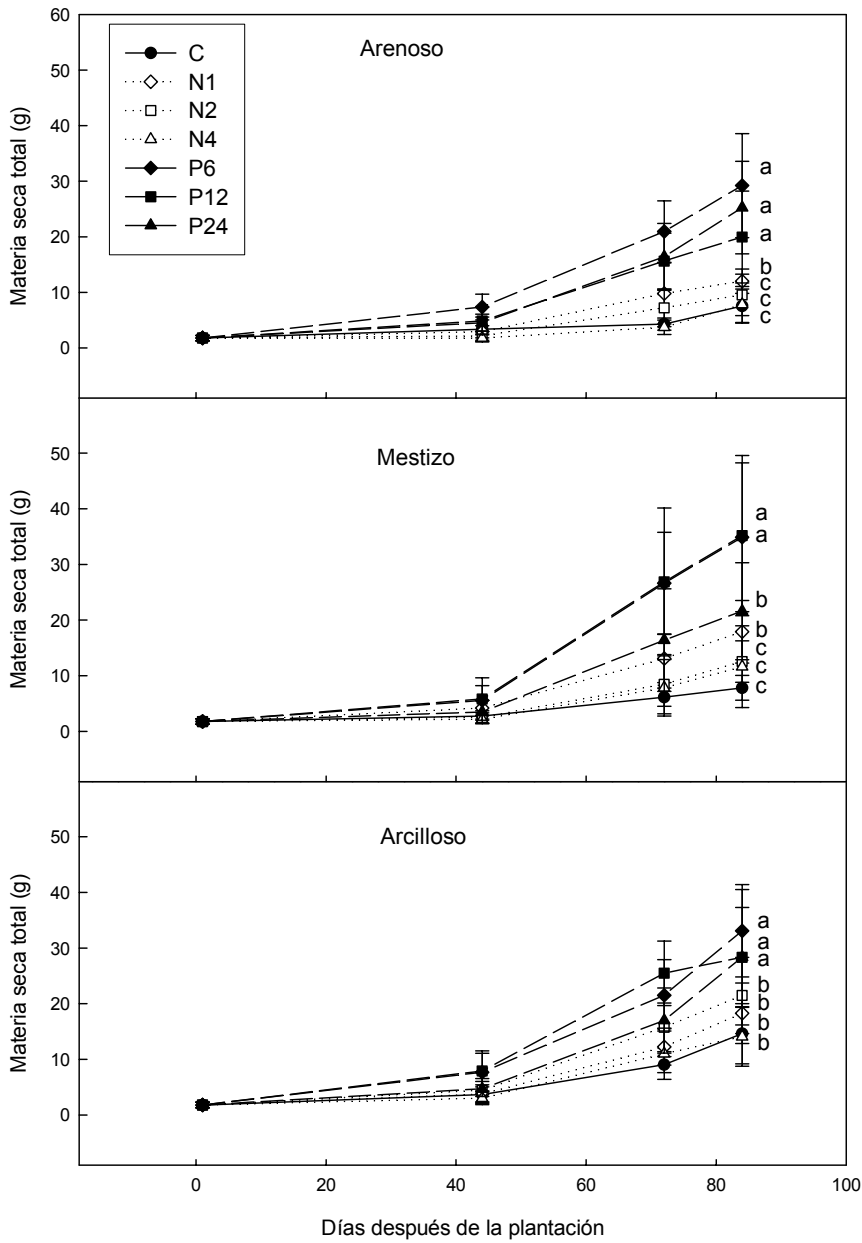 60
50
40
30
20
10
0
Materia seca total (g)
C
N1
N2
N4
P6
P12
P24
Arenoso
a
a
a
b
c
c
c
50
40
30
20
10
0
Materia seca total (g)
Mestizo
a
a
b
b
c
c
c
50
40
30
20
10
0
Materia seca total (g)
Arcilloso
a
a
a
b
b
b
b
0
20
40
60
80
100
Días después de la plantación